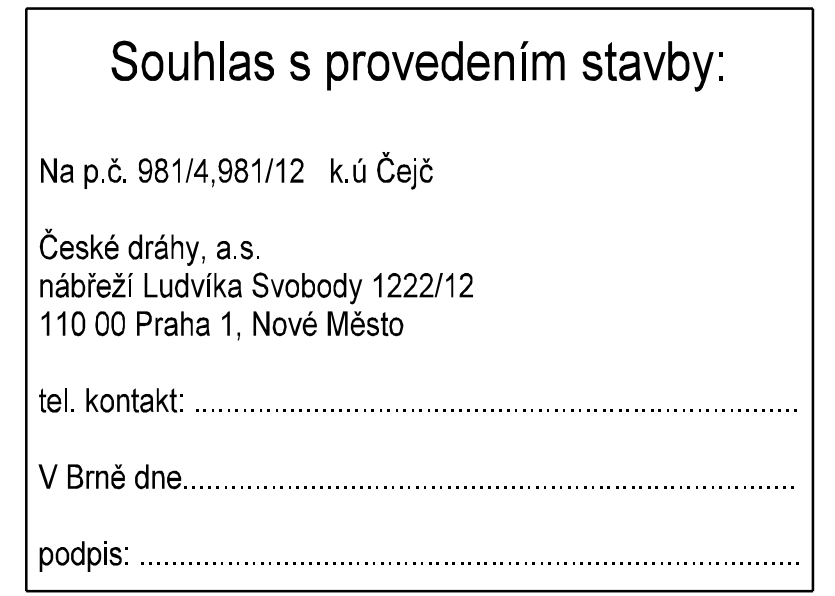 Souhlas s provedením stavby:
Na p.č. 981/4,981/12 k.ú Čejč
České dráhy, a.s.
nábřeží Ludvíka Svobody 1222/12
110 00 Praha 1, Nové Město
tel. kontakt: ................................................................................
V Brně dne................................................................................
podpis: ................................................................................